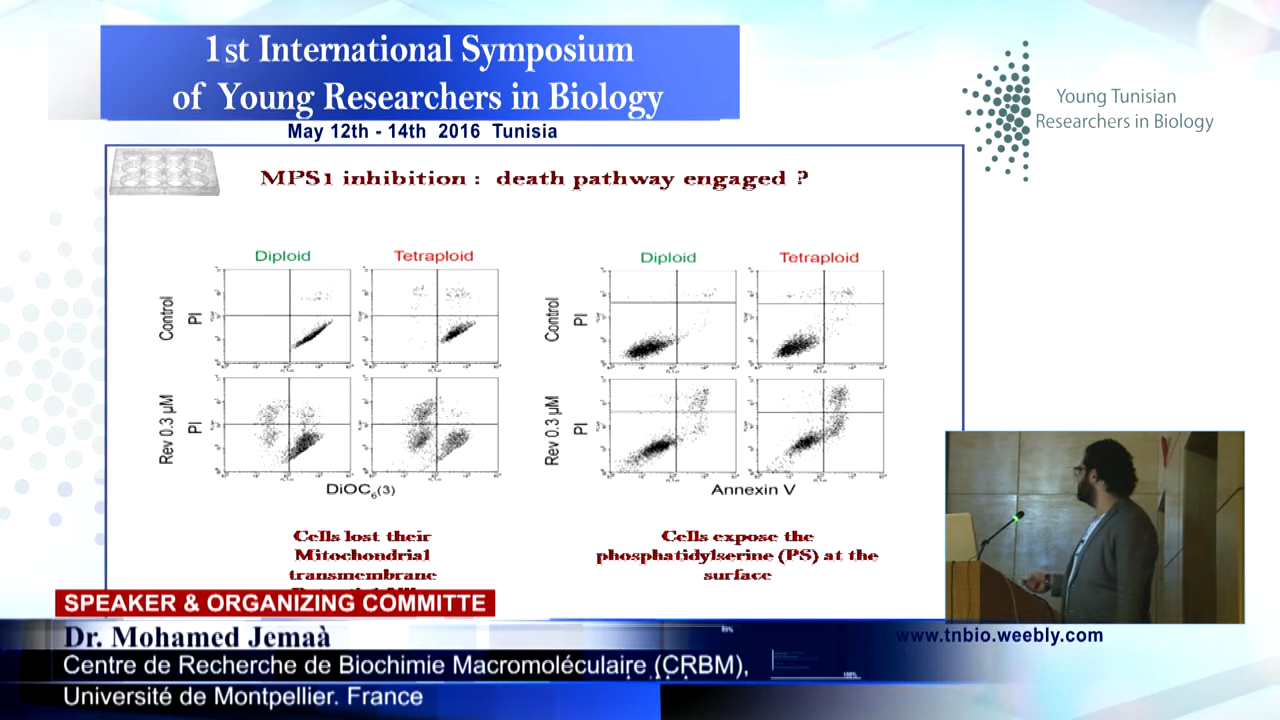 1st International Symposium
of Young Researchers in Biology
May 12th - 14th 2016 Tunisia
Young Tunisian
Researchers in Biology
MPS1 inhibition : death pathway engaged ?
Diploid
Tetraploid
Diploid
Tetraploid
Control
PI
Control
PI
Rev 0.3 µM
PI
Rev 0.3 µM
PI
DiOC6(3)
Annexin V
Cells lost their
Mitochondrial
transmembrane
Cells expose the
phosphatidylserine (PS) at the
surface
SPEAKER & ORGANIZING COMMITTE
Dr. Mohamed Jemaà
89%
www.tnbio.weebly.com
Centre de Recherche de Biochimie Macromoléculaire (CRBM),
100%
Université de Montpellier. France